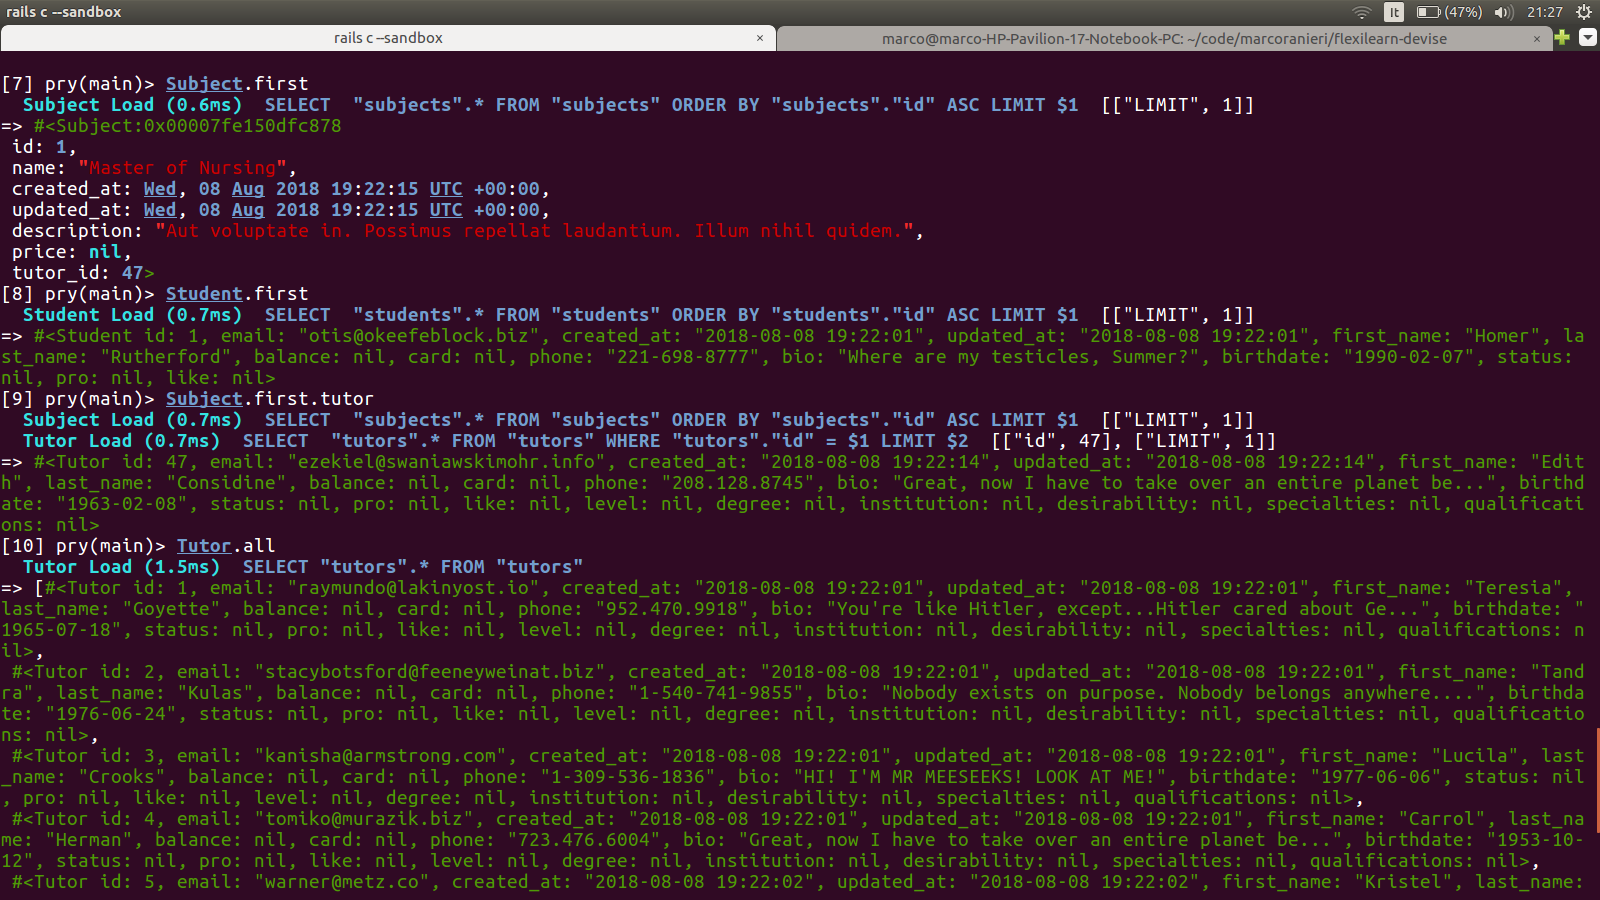 rails c --sandbox
It (47%) 21:27
rails c --sandbox × marco@marco-HP-Pavilion-17-Notebook-PC: ~/code/marcoranieri/flexilearn-devise ×
[7] pry(main)> Subject.first
  Subject Load (0.6ms)  SELECT  "subjects".* FROM "subjects" ORDER BY "subjects"."id" ASC LIMIT $1  [["LIMIT", 1]]
=> #<Subject:0x00007fe150dfc878
 id: 1,
 name: "Master of Nursing",
 created_at: Wed, 08 Aug 2018 19:22:15 UTC +00:00,
 updated_at: Wed, 08 Aug 2018 19:22:15 UTC +00:00,
 description: "Aut voluptate in. Possimus repellat laudantium. Illum nihil quidem.",
 price: nil,
 tutor_id: 47>
[8] pry(main)> Student.first
  Student Load (0.7ms)  SELECT  "students".* FROM "students" ORDER BY "students"."id" ASC LIMIT $1  [["LIMIT", 1]]
=> #<Student id: 1, email: "otis@okeefeblock.biz", created_at: "2018-08-08 19:22:01", updated_at: "2018-08-08 19:22:01", first_name: "Homer", la
st_name: "Rutherford", balance: nil, card: nil, phone: "221-698-8777", bio: "Where are my testicles, Summer?", birthdate: "1990-02-07", status:
nil, pro: nil, like: nil>
[9] pry(main)> Subject.first.tutor
  Subject Load (0.7ms)  SELECT  "subjects".* FROM "subjects" ORDER BY "subjects"."id" ASC LIMIT $1  [["LIMIT", 1]]
  Tutor Load (0.7ms)  SELECT  "tutors".* FROM "tutors" WHERE "tutors"."id" = $1 LIMIT $2  [["id", 47], ["LIMIT", 1]]
=> #<Tutor id: 47, email: "ezekiel@swaniawskimohr.info", created_at: "2018-08-08 19:22:14", updated_at: "2018-08-08 19:22:14", first_name: "Edit
h", last_name: "Considine", balance: nil, card: nil, phone: "208.128.8745", bio: "Great, now I have to take over an entire planet be...", birthd
ate: "1963-02-08", status: nil, pro: nil, like: nil, level: nil, degree: nil, institution: nil, desirability: nil, specialties: nil, qualificati
ons: nil>
[10] pry(main)> Tutor.all
  Tutor Load (1.5ms)  SELECT "tutors".* FROM "tutors"
=> [#<Tutor id: 1, email: "raymundo@lakinyost.io", created_at: "2018-08-08 19:22:01", updated_at: "2018-08-08 19:22:01", first_name: "Teresia",
last_name: "Goyette", balance: nil, card: nil, phone: "952.470.9918", bio: "You're like Hitler, except...Hitler cared about Ge...", birthdate: "
1965-07-18", status: nil, pro: nil, like: nil, level: nil, degree: nil, institution: nil, desirability: nil, specialties: nil, qualifications: n
il>,
 #<Tutor id: 2, email: "stacybotsford@feeneyweinat.biz", created_at: "2018-08-08 19:22:01", updated_at: "2018-08-08 19:22:01", first_name: "Tand
ra", last_name: "Kulas", balance: nil, card: nil, phone: "1-540-741-9855", bio: "Nobody exists on purpose. Nobody belongs anywhere....", birthda
te: "1976-06-24", status: nil, pro: nil, like: nil, level: nil, degree: nil, institution: nil, desirability: nil, specialties: nil, qualificatio
ns: nil>,
 #<Tutor id: 3, email: "kanisha@armstrong.com", created_at: "2018-08-08 19:22:01", updated_at: "2018-08-08 19:22:01", first_name: "Lucila", last
_name: "Crooks", balance: nil, card: nil, phone: "1-309-536-1836", bio: "HI! I'M MR MEESEEKS! LOOK AT ME!", birthdate: "1977-06-06", status: nil
, pro: nil, like: nil, level: nil, degree: nil, institution: nil, desirability: nil, specialties: nil, qualifications: nil>,
 #<Tutor id: 4, email: "tomiko@murazik.biz", created_at: "2018-08-08 19:22:01", updated_at: "2018-08-08 19:22:01", first_name: "Carrol", last_na
me: "Herman", balance: nil, card: nil, phone: "723.476.6004", bio: "Great, now I have to take over an entire planet be...", birthdate: "1953-10-
12", status: nil, pro: nil, like: nil, level: nil, degree: nil, institution: nil, desirability: nil, specialties: nil, qualifications: nil>,
 #<Tutor id: 5, email: "warner@metz.co", created_at: "2018-08-08 19:22:02", updated_at: "2018-08-08 19:22:02", first_name: "Kristel", last_name: